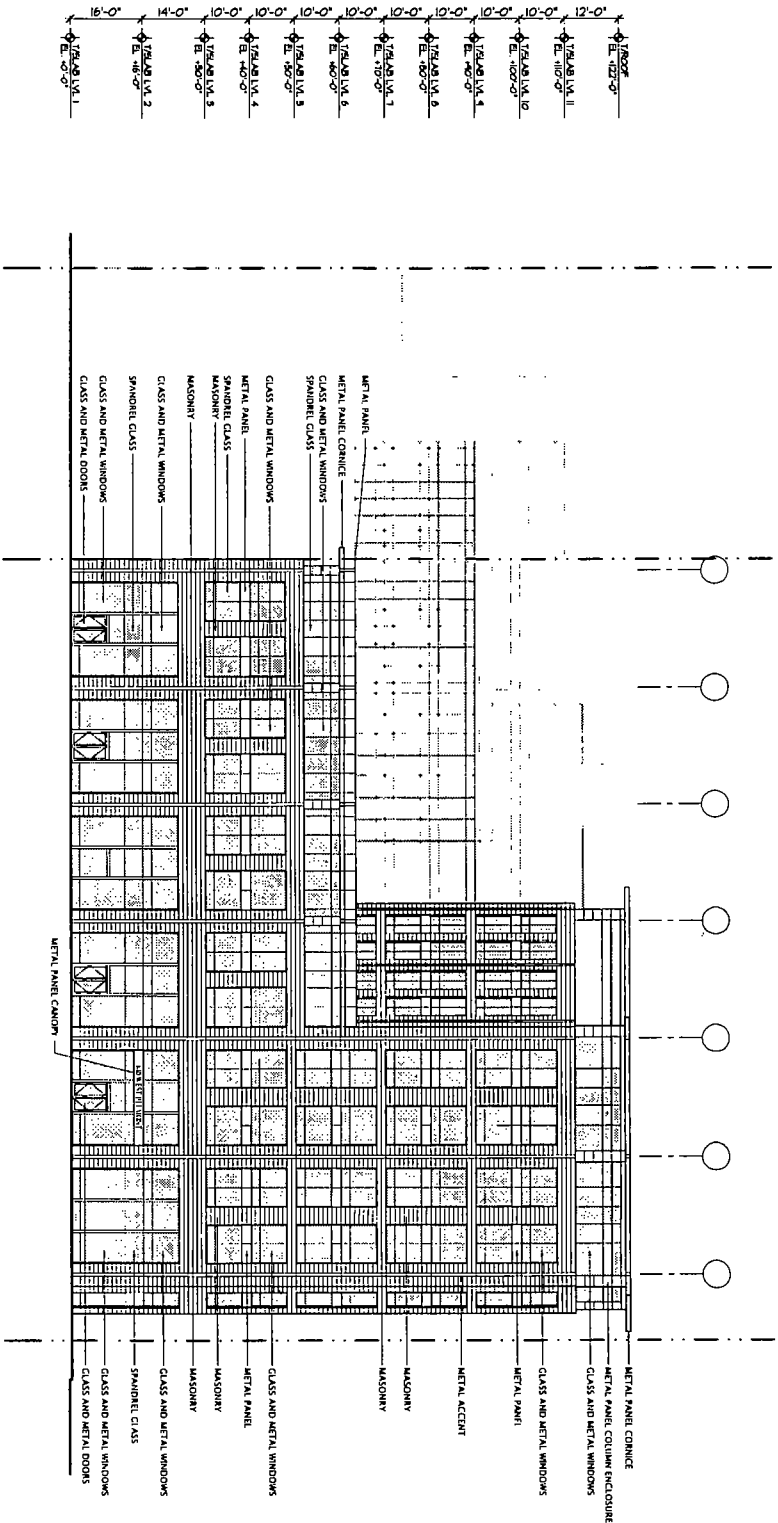 16'-0"
14'-0"
10'-0"
10'-0"
10'-0"
10'-0"
10'-0"
10'-0"
10'-0"
10'-0"
12'-0"
T/ROOF
EL. +122'-0"
T/SLAB LVL 11
EL. +110'-0"
T/SLAB LVL 10
EL. +100'-0"
T/SLAB LVL 9
EL. +90'-0"
T/SLAB LVL 8
EL. +80'-0"
T/SLAB LVL 7
EL. +70'-0"
T/SLAB LVL 6
EL. +60'-0"
T/SLAB LVL 5
EL. +50'-0"
T/SLAB LVL 4
EL. +40'-0"
T/SLAB LVL 3
EL. +30'-0"
T/SLAB LVL 2
EL. +16'-0"
T/SLAB LVL 1
EL. +0'-0"
METAL PANEL
METAL PANEL CORNICE
GLASS AND METAL WINDOWS
SPANDREL GLASS
GLASS AND METAL WINDOWS
METAL PANEL
SPANDREL GLASS
MASONRY
MASONRY
GLASS AND METAL WINDOWS
SPANDREL GLASS
GLASS AND METAL WINDOWS
GLASS AND METAL DOORS
METAL PANEL CANOPY
METAL PANEL CORNICE
METAL PANEL COLUMN ENCLOSURE
GLASS AND METAL WINDOWS
GLASS AND METAL WINDOWS
METAL PANEL
METAL ACCENT
MASONRY
MASONRY
GLASS AND METAL WINDOWS
METAL PANEL
MASONRY
MASONRY
GLASS AND METAL WINDOWS
SPANDREL GLASS
GLASS AND METAL WINDOWS
GLASS AND METAL DOORS